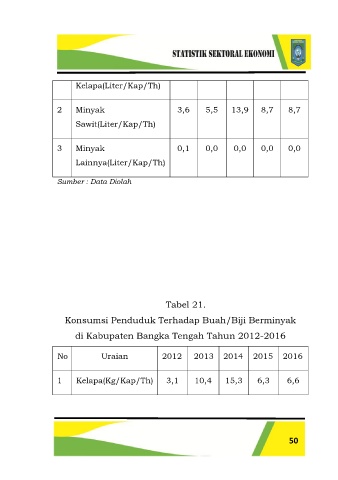 STATISTIK SEKTORAL EKONOMI
Kelapa(Liter/Kap/Th)
2 Minyak 3,6 5,5 13,9 8,7 8,7
Sawit(Liter/Kap/Th)
3 Minyak 0,1 0,0 0,0 0,0 0,0
Lainnya(Liter/Kap/Th)
Sumber : Data Diolah
Tabel 21.
Konsumsi Penduduk Terhadap Buah/Biji Berminyak
di Kabupaten Bangka Tengah Tahun 2012-2016
No Uraian 2012 2013 2014 2015 2016
1 Kelapa(Kg/Kap/Th) 3,1 10,4 15,3 6,3 6,6
50